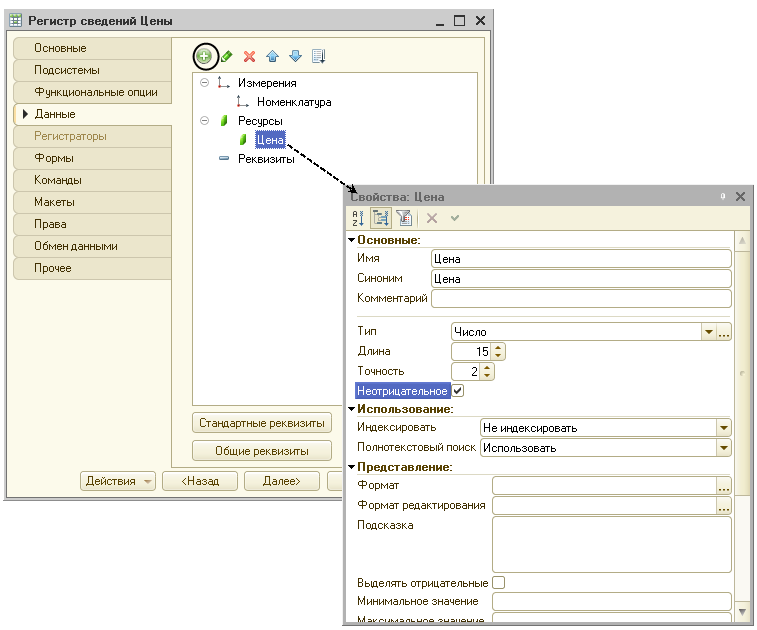 Регистр сведений Цены
Основные
Подсистемы
Функциональные опции
Данные
Регистраторы
Формы
Команды
Макеты
Права
Обмен данными
Прочее
Измерения
Номенклатура
Ресурсы
Цена
Реквизиты
Стандартные реквизиты
Общие реквизиты
Действия
<Назад
Далее>
Свойства: Цена
Основные:
Имя Цена
Синоним Цена
Комментарий
Тип Число
Длина 15
Точность 2
Неотрицательное
Использование:
Индексировать Не индексировать
Полнотекстовый поиск Использовать
Представление:
Формат
Формат редактирования
Подсказка
Выделять отрицательные
Минимальное значение
Максимальное значение